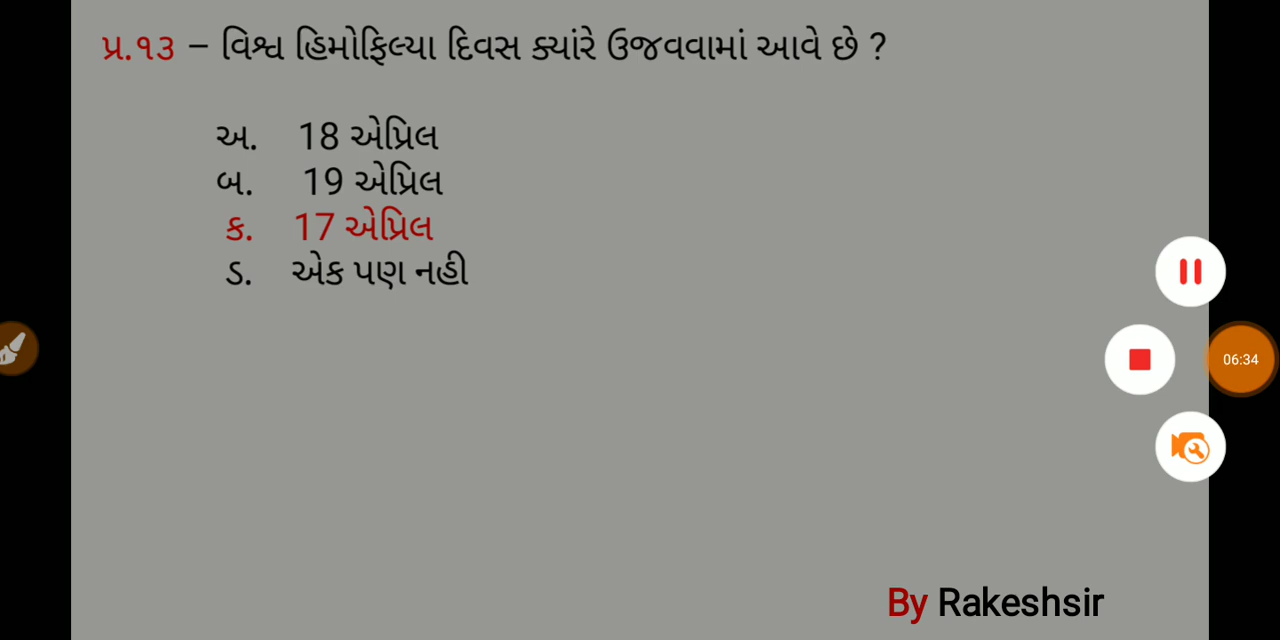 પ્ર.૧૩ – વિશ્વ હિમોફિલ્યા દિવસ ક્યાંરે ઉજવવામાં આવે છે ?
અ. 18 એપ્રિલ
બ. 19 એપ્રિલ
ક. 17 એપ્રિલ
ડ. એક પણ નહી
06:34
By Rakeshsir